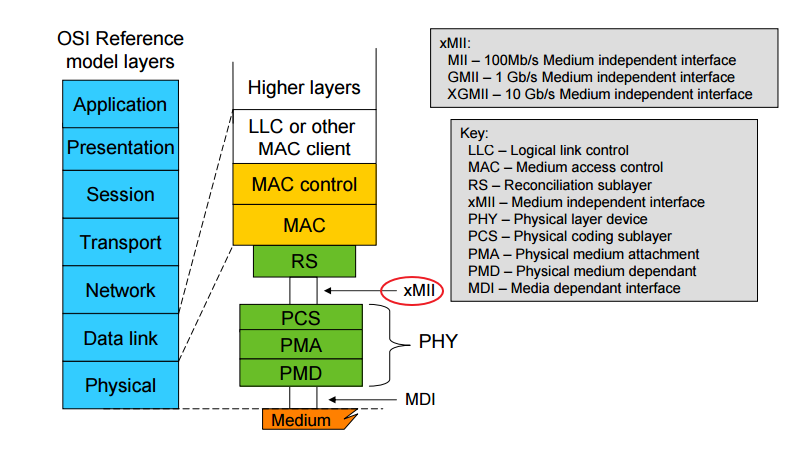 OSI Reference
model layers
Application
Presentation
Session
Transport
Network
Data link
Physical
Higher layers
LLC or other
MAC client
MAC control
MAC
RS
xMII
PCS
PMA
PMD
PHY
MDI
Medium
xMII:
MII – 100Mb/s Medium independent interface
GMII – 1 Gb/s Medium independent interface
XGMII – 10 Gb/s Medium independent interface
Key:
LLC – Logical link control
MAC – Medium access control
RS – Reconciliation sublayer
xMII – Medium independent interface
PHY – Physical layer device
PCS – Physical coding sublayer
PMA – Physical medium attachment
PMD – Physical medium dependant
MDI – Media dependant interface